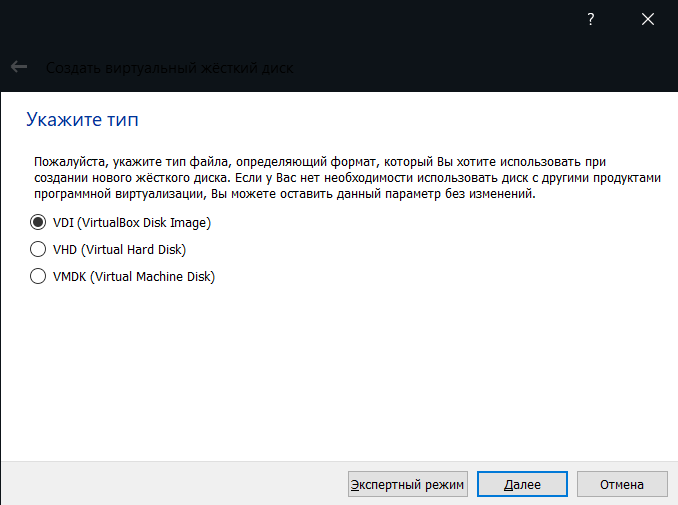 ?
Создать виртуальный жёсткий диск
Укажите тип
Пожалуйста, укажите тип файла, определяющий формат, который Вы хотите использовать при
создании нового жёсткого диска. Если у Вас нет необходимости использовать диск с другими продуктами
программной виртуализации, Вы можете оставить данный параметр без изменений.
VDI (VirtualBox Disk Image)
VHD (Virtual Hard Disk)
VMDK (Virtual Machine Disk)
Экспертный режим Далее Отмена